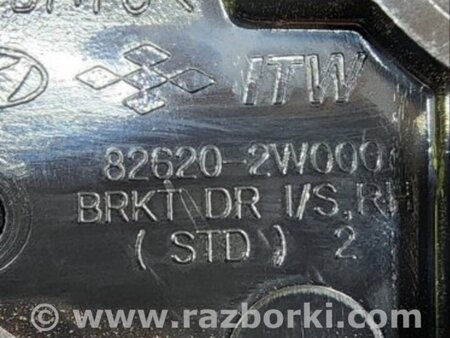 ITW
82620-2W000
BRKT DR I/S, RH
( STD ) 2
© www.razborki.com